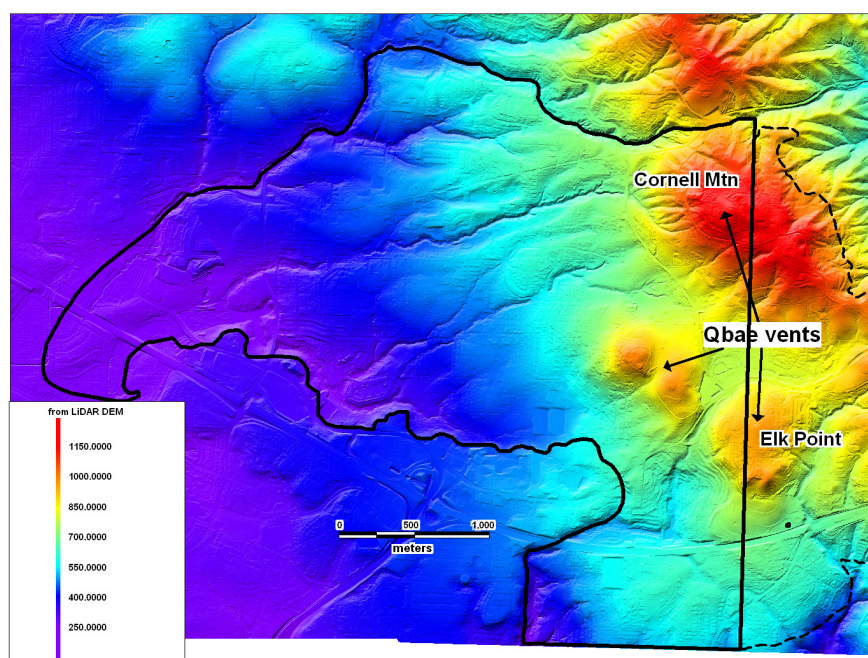 Cornell Mtn
Qbae vents
Elk Point
from LiDAR DEM
1150.0000
1000.0000
850.0000
700.0000
550.0000
400.0000
250.0000
0 500 1,000
meters